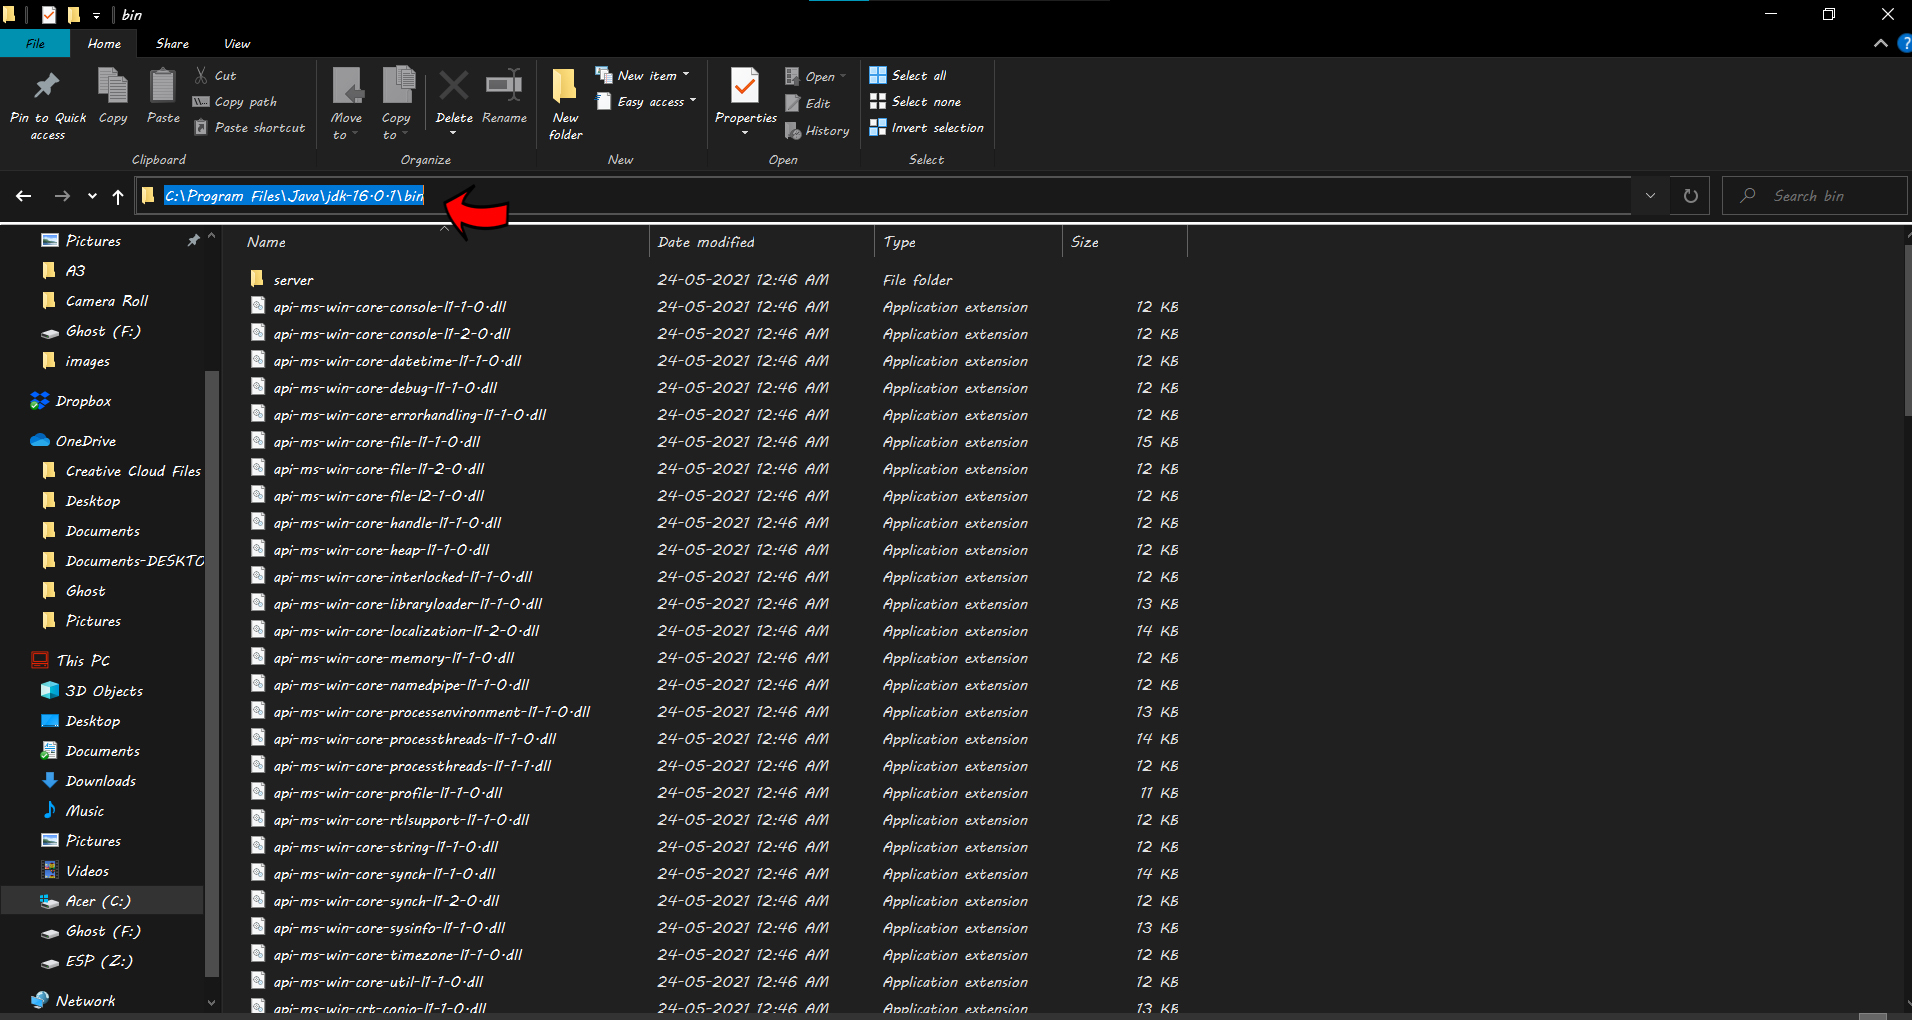 bin
File Home Share View
Pin to Quick access
Copy
Paste
Cut
Copy path
Paste shortcut
Clipboard
Move to
Copy to
Delete
Rename
Organize
New folder
New item
Easy access
New
Properties
Open
Edit
History
Open
Select all
Select none
Invert selection
Select
C:\Program Files\Java\jdk-16.0.1\bin
Search bin
Pictures
A3
Camera Roll
Ghost (F:)
images
Dropbox
OneDrive
Creative Cloud Files
Desktop
Documents
Documents-DESKTO
Ghost
Pictures
This PC
3D Objects
Desktop
Documents
Downloads
Music
Pictures
Videos
Acer (C:)
Ghost (F:)
ESP (Z:)
Network
Name Date modified Type Size
server 24-05-2021 12:46 AM File folder
api-ms-win-core-console-l1-1-0.dll 24-05-2021 12:46 AM Application extension 12 KB
api-ms-win-core-console-l1-2-0.dll 24-05-2021 12:46 AM Application extension 12 KB
api-ms-win-core-datetime-l1-1-0.dll 24-05-2021 12:46 AM Application extension 12 KB
api-ms-win-core-debug-l1-1-0.dll 24-05-2021 12:46 AM Application extension 12 KB
api-ms-win-core-errorhandling-l1-1-0.dll 24-05-2021 12:46 AM Application extension 12 KB
api-ms-win-core-file-l1-1-0.dll 24-05-2021 12:46 AM Application extension 15 KB
api-ms-win-core-file-l1-2-0.dll 24-05-2021 12:46 AM Application extension 12 KB
api-ms-win-core-file-l2-1-0.dll 24-05-2021 12:46 AM Application extension 12 KB
api-ms-win-core-handle-l1-1-0.dll 24-05-2021 12:46 AM Application extension 12 KB
api-ms-win-core-heap-l1-1-0.dll 24-05-2021 12:46 AM Application extension 12 KB
api-ms-win-core-interlocked-l1-1-0.dll 24-05-2021 12:46 AM Application extension 12 KB
api-ms-win-core-libraryloader-l1-1-0.dll 24-05-2021 12:46 AM Application extension 13 KB
api-ms-win-core-localization-l1-2-0.dll 24-05-2021 12:46 AM Application extension 14 KB
api-ms-win-core-memory-l1-1-0.dll 24-05-2021 12:46 AM Application extension 12 KB
api-ms-win-core-namedpipe-l1-1-0.dll 24-05-2021 12:46 AM Application extension 12 KB
api-ms-win-core-processenvironment-l1-1-0.dll 24-05-2021 12:46 AM Application extension 13 KB
api-ms-win-core-processthreads-l1-1-0.dll 24-05-2021 12:46 AM Application extension 14 KB
api-ms-win-core-processthreads-l1-1-1.dll 24-05-2021 12:46 AM Application extension 12 KB
api-ms-win-core-profile-l1-1-0.dll 24-05-2021 12:46 AM Application extension 11 KB
api-ms-win-core-rtlsupport-l1-1-0.dll 24-05-2021 12:46 AM Application extension 12 KB
api-ms-win-core-string-l1-1-0.dll 24-05-2021 12:46 AM Application extension 12 KB
api-ms-win-core-synch-l1-1-0.dll 24-05-2021 12:46 AM Application extension 14 KB
api-ms-win-core-synch-l1-2-0.dll 24-05-2021 12:46 AM Application extension 12 KB
api-ms-win-core-sysinfo-l1-1-0.dll 24-05-2021 12:46 AM Application extension 13 KB
api-ms-win-core-timezone-l1-1-0.dll 24-05-2021 12:46 AM Application extension 12 KB
api-ms-win-core-util-l1-1-0.dll 24-05-2021 12:46 AM Application extension 12 KB
api-ms-win-crt-conio-l1-1-0.dll 24-05-2021 12:46 AM Application extension 13 KB